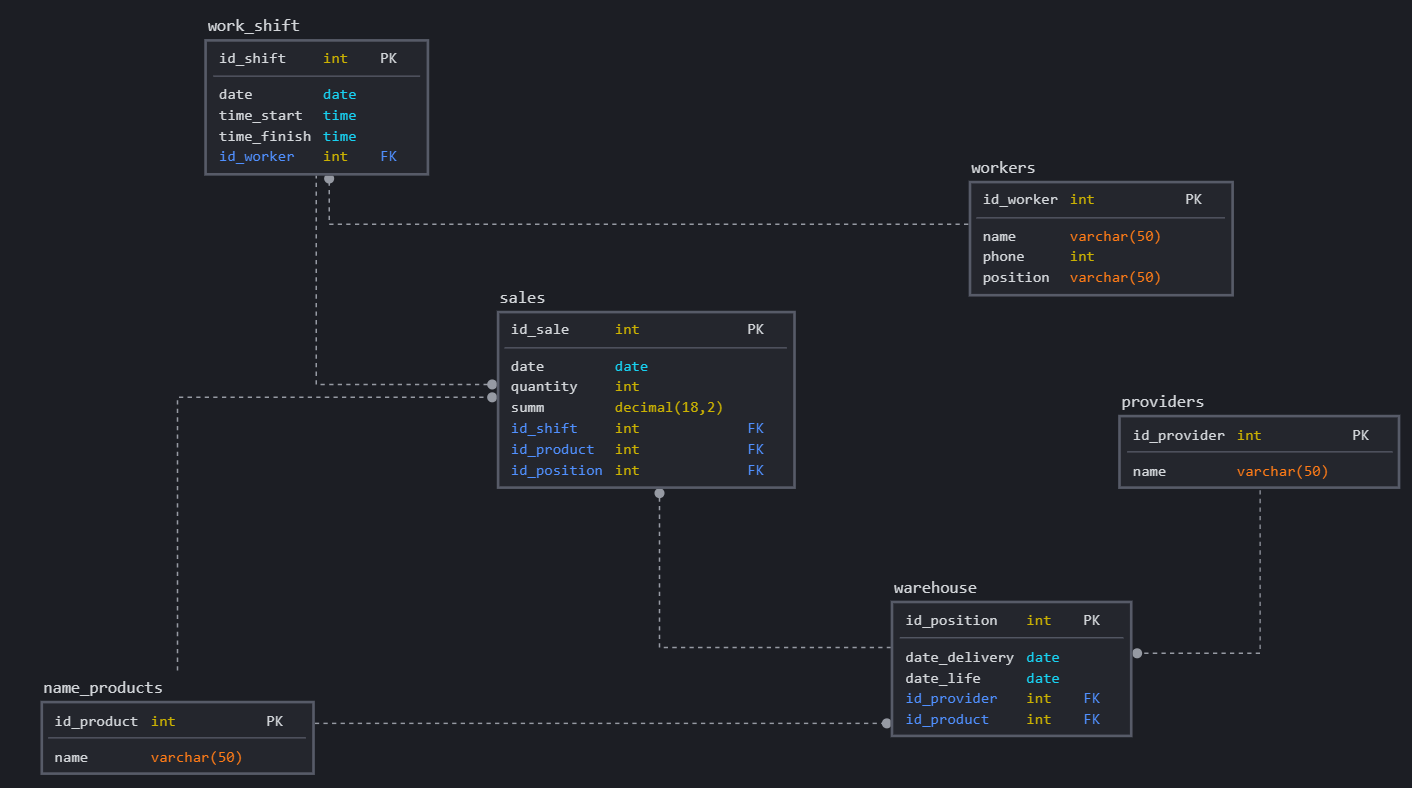 work_shift
id_shift int PK
date date
time_start time
time_finish time
id_worker int FK
workers
id_worker int PK
name varchar(50)
phone int
position varchar(50)
sales
id_sale int PK
date date
quantity int
summ decimal(18,2)
id_shift int FK
id_product int FK
id_position int FK
providers
id_provider int PK
name varchar(50)
warehouse
id_position int PK
date_delivery date
date_life date
id_provider int FK
id_product int FK
name_products
id_product int PK
name varchar(50)